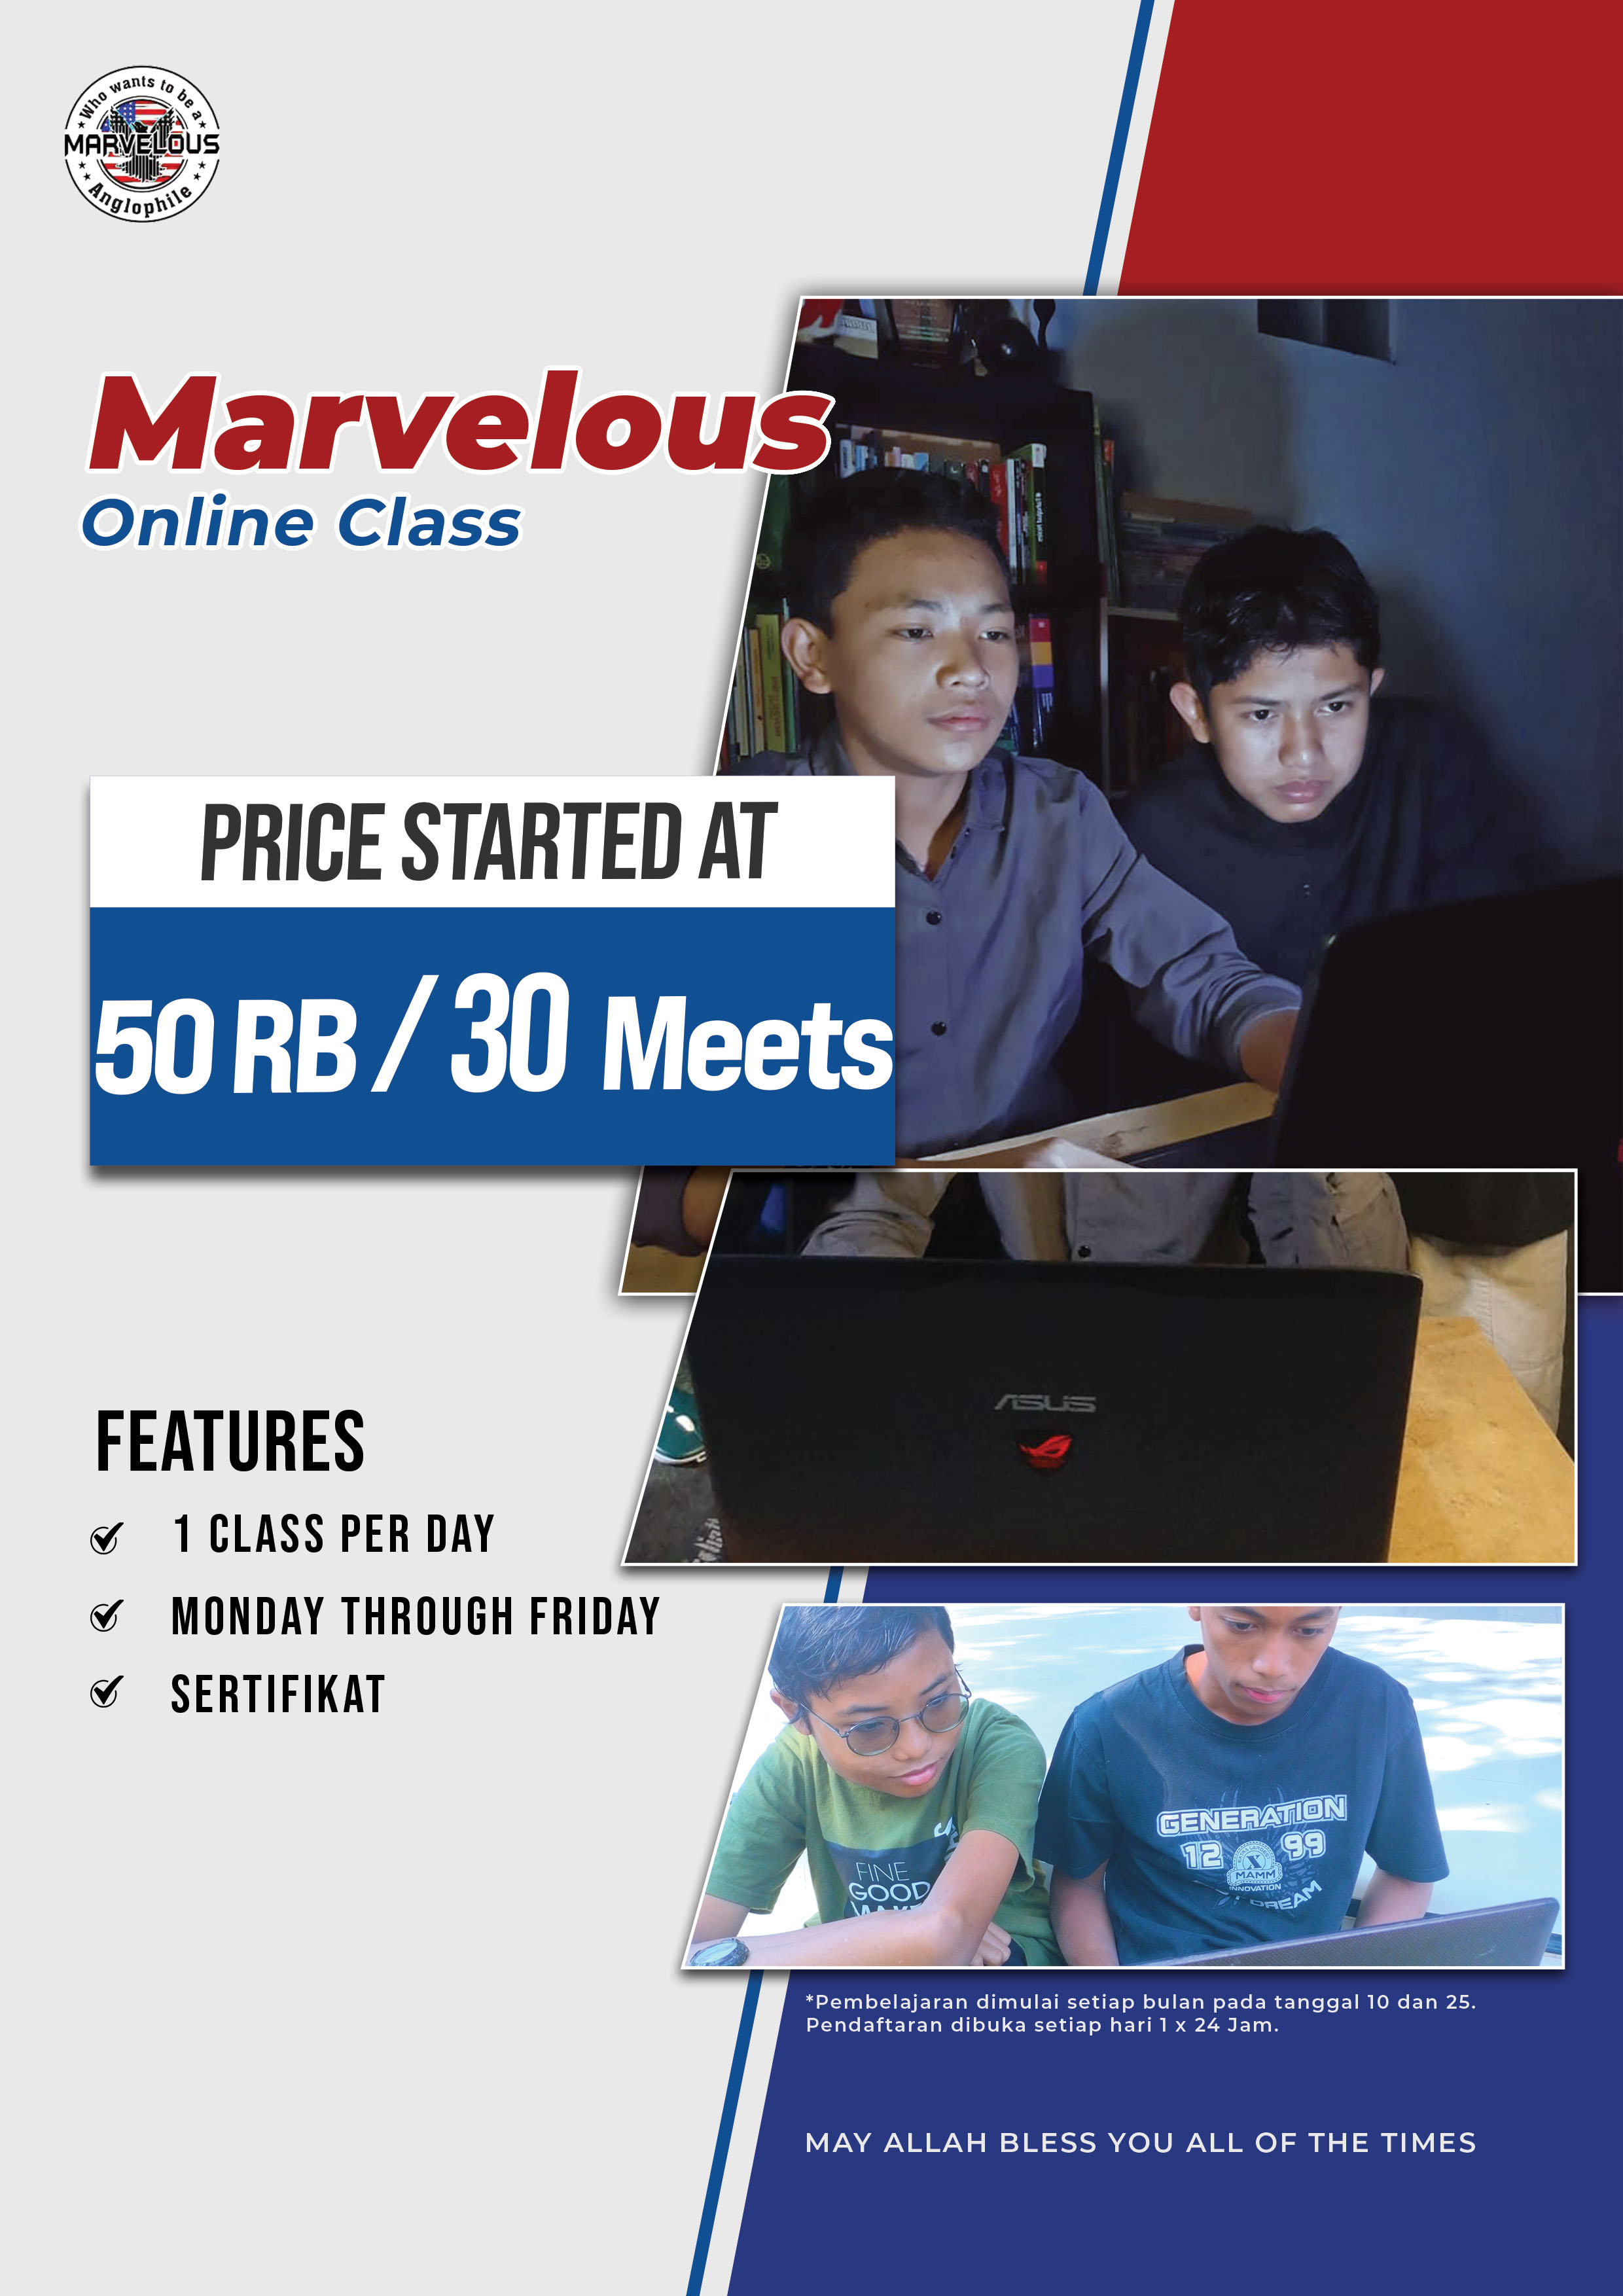 Who wants to be a
MARVELOUS
Anglophile
Marvelous
Online Class
PRICE STARTED AT
50 RB / 30 Meets
ASUS
FEATURES
1 CLASS PER DAY
MONDAY THROUGH FRIDAY
SERTIFIKAT
FINE
GOOD
GENERATION
12 99
MAMM
INNOVATION
DREAM
*Pembelajaran dimulai setiap bulan pada tanggal 10 dan 25.
Pendaftaran dibuka setiap hari 1 x 24 Jam.
MAY ALLAH BLESS YOU ALL OF THE TIMES